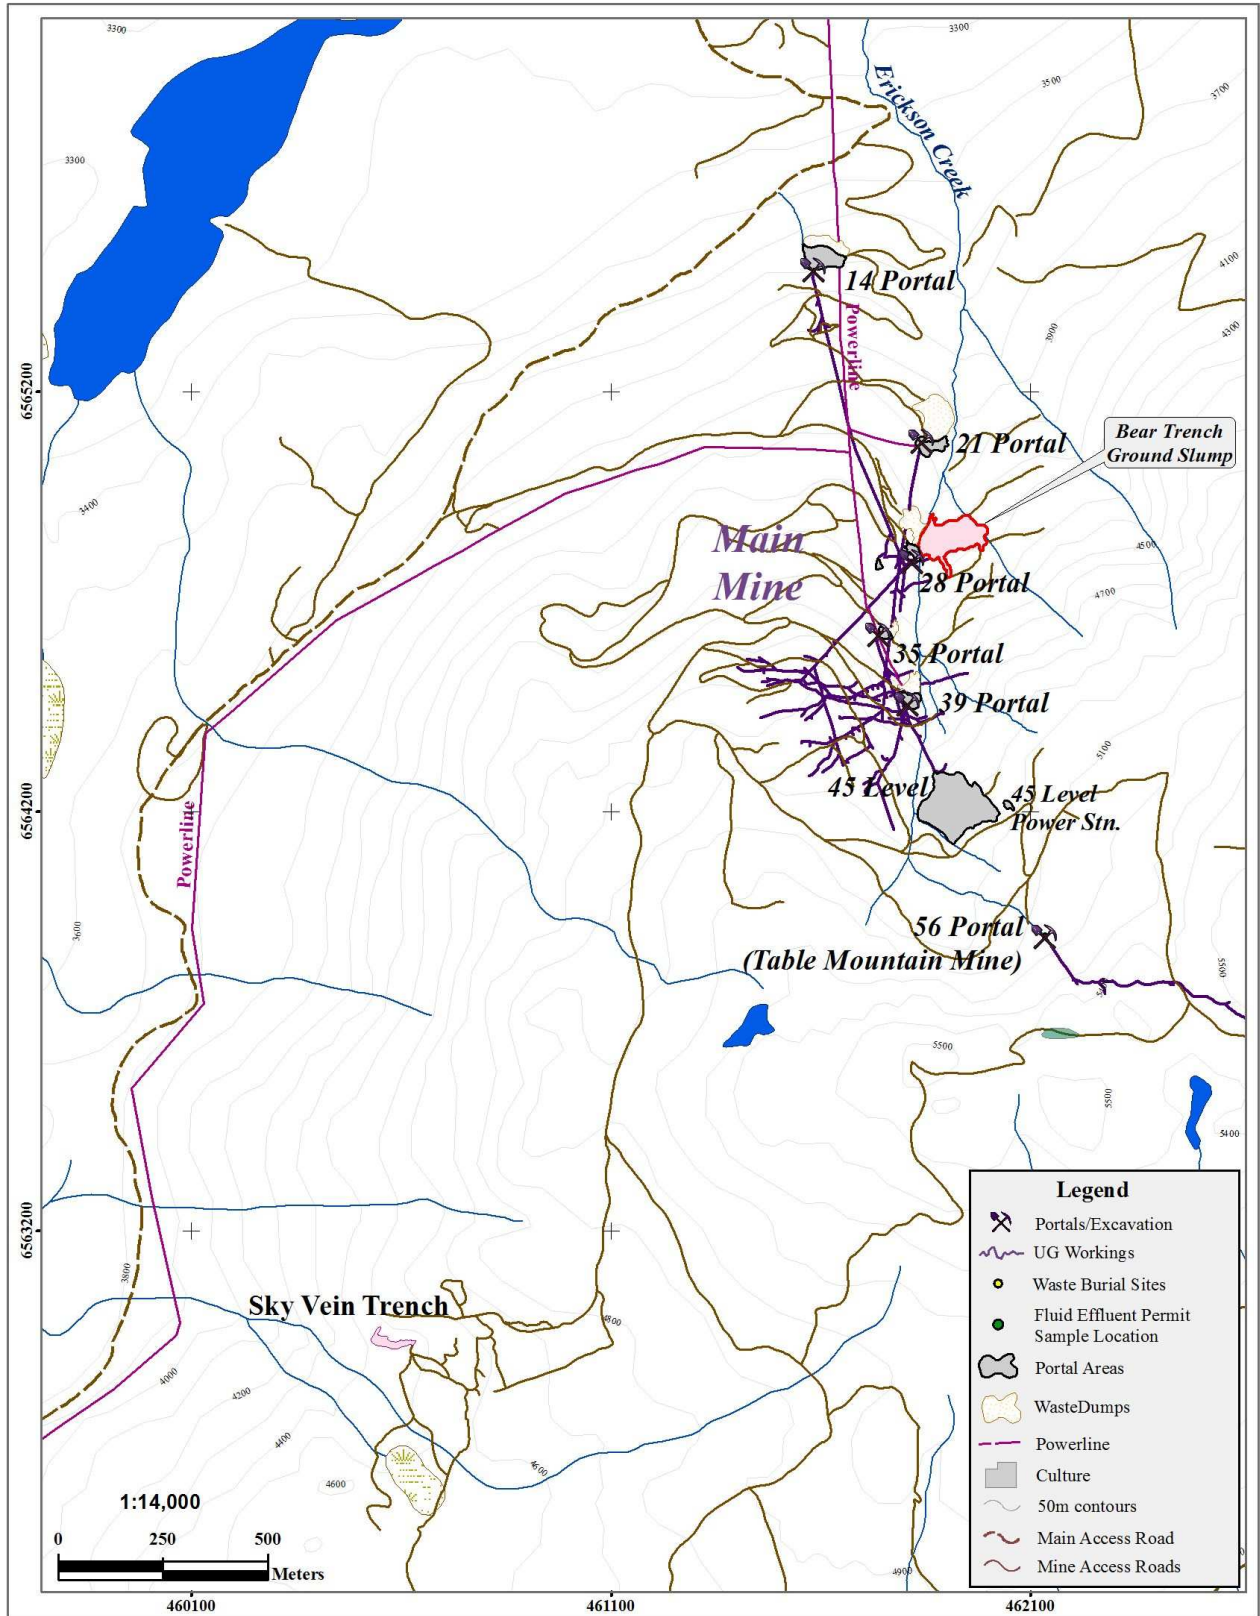 3300
3300
Erickson Creek
3500
3700
3300
4100
14 Portal
Powerline
3900
4300
6565200
21 Portal
Bear Trench
Ground Slump
3400
Main
Mine
4500
28 Portal
4700
35 Portal
39 Portal
5100
45 Level
45 Level
Power Stn.
6564200
Powerline
3600
56 Portal
(Table Mountain Mine)
5500
5500
5500
5400
6563200
3800
Sky Vein Trench
4800
4000
4200
4400
4600
4600
4900
Legend
Portals/Excavation
UG Workings
Waste Burial Sites
Fluid Effluent Permit
Sample Location
Portal Areas
WasteDumps
Powerline
Culture
50m contours
Main Access Road
Mine Access Roads
1:14,000
0 250 500
Meters
460100 461100 462100